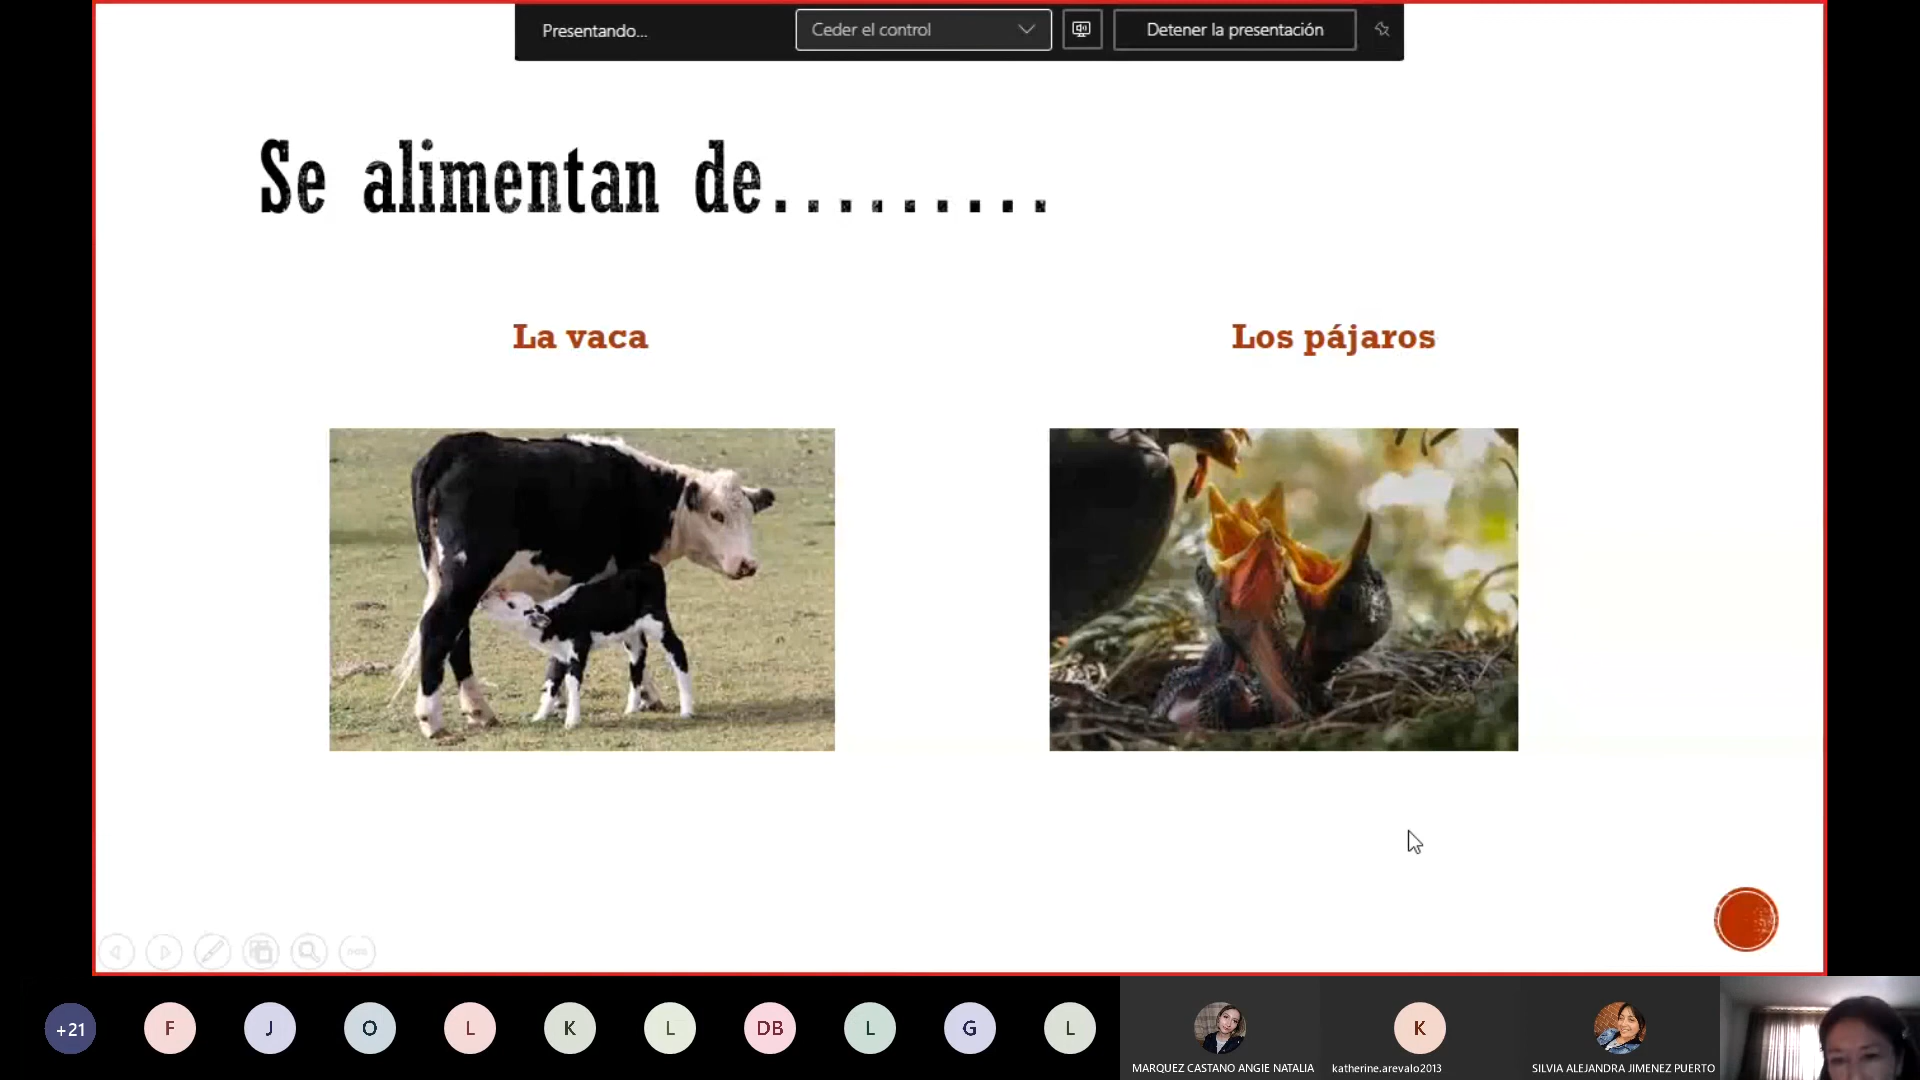 Presentando...
Ceder el control
Detener la presentación
Se alimentan de.........
La vaca
Los pájaros
+21
F
J
O
L
K
L
DB
L
G
L
MARQUEZ CASTANO ANGIE NATALIA
K
katherine.arevalo2013
SILVIA ALEJANDRA JIMENEZ PUERTO